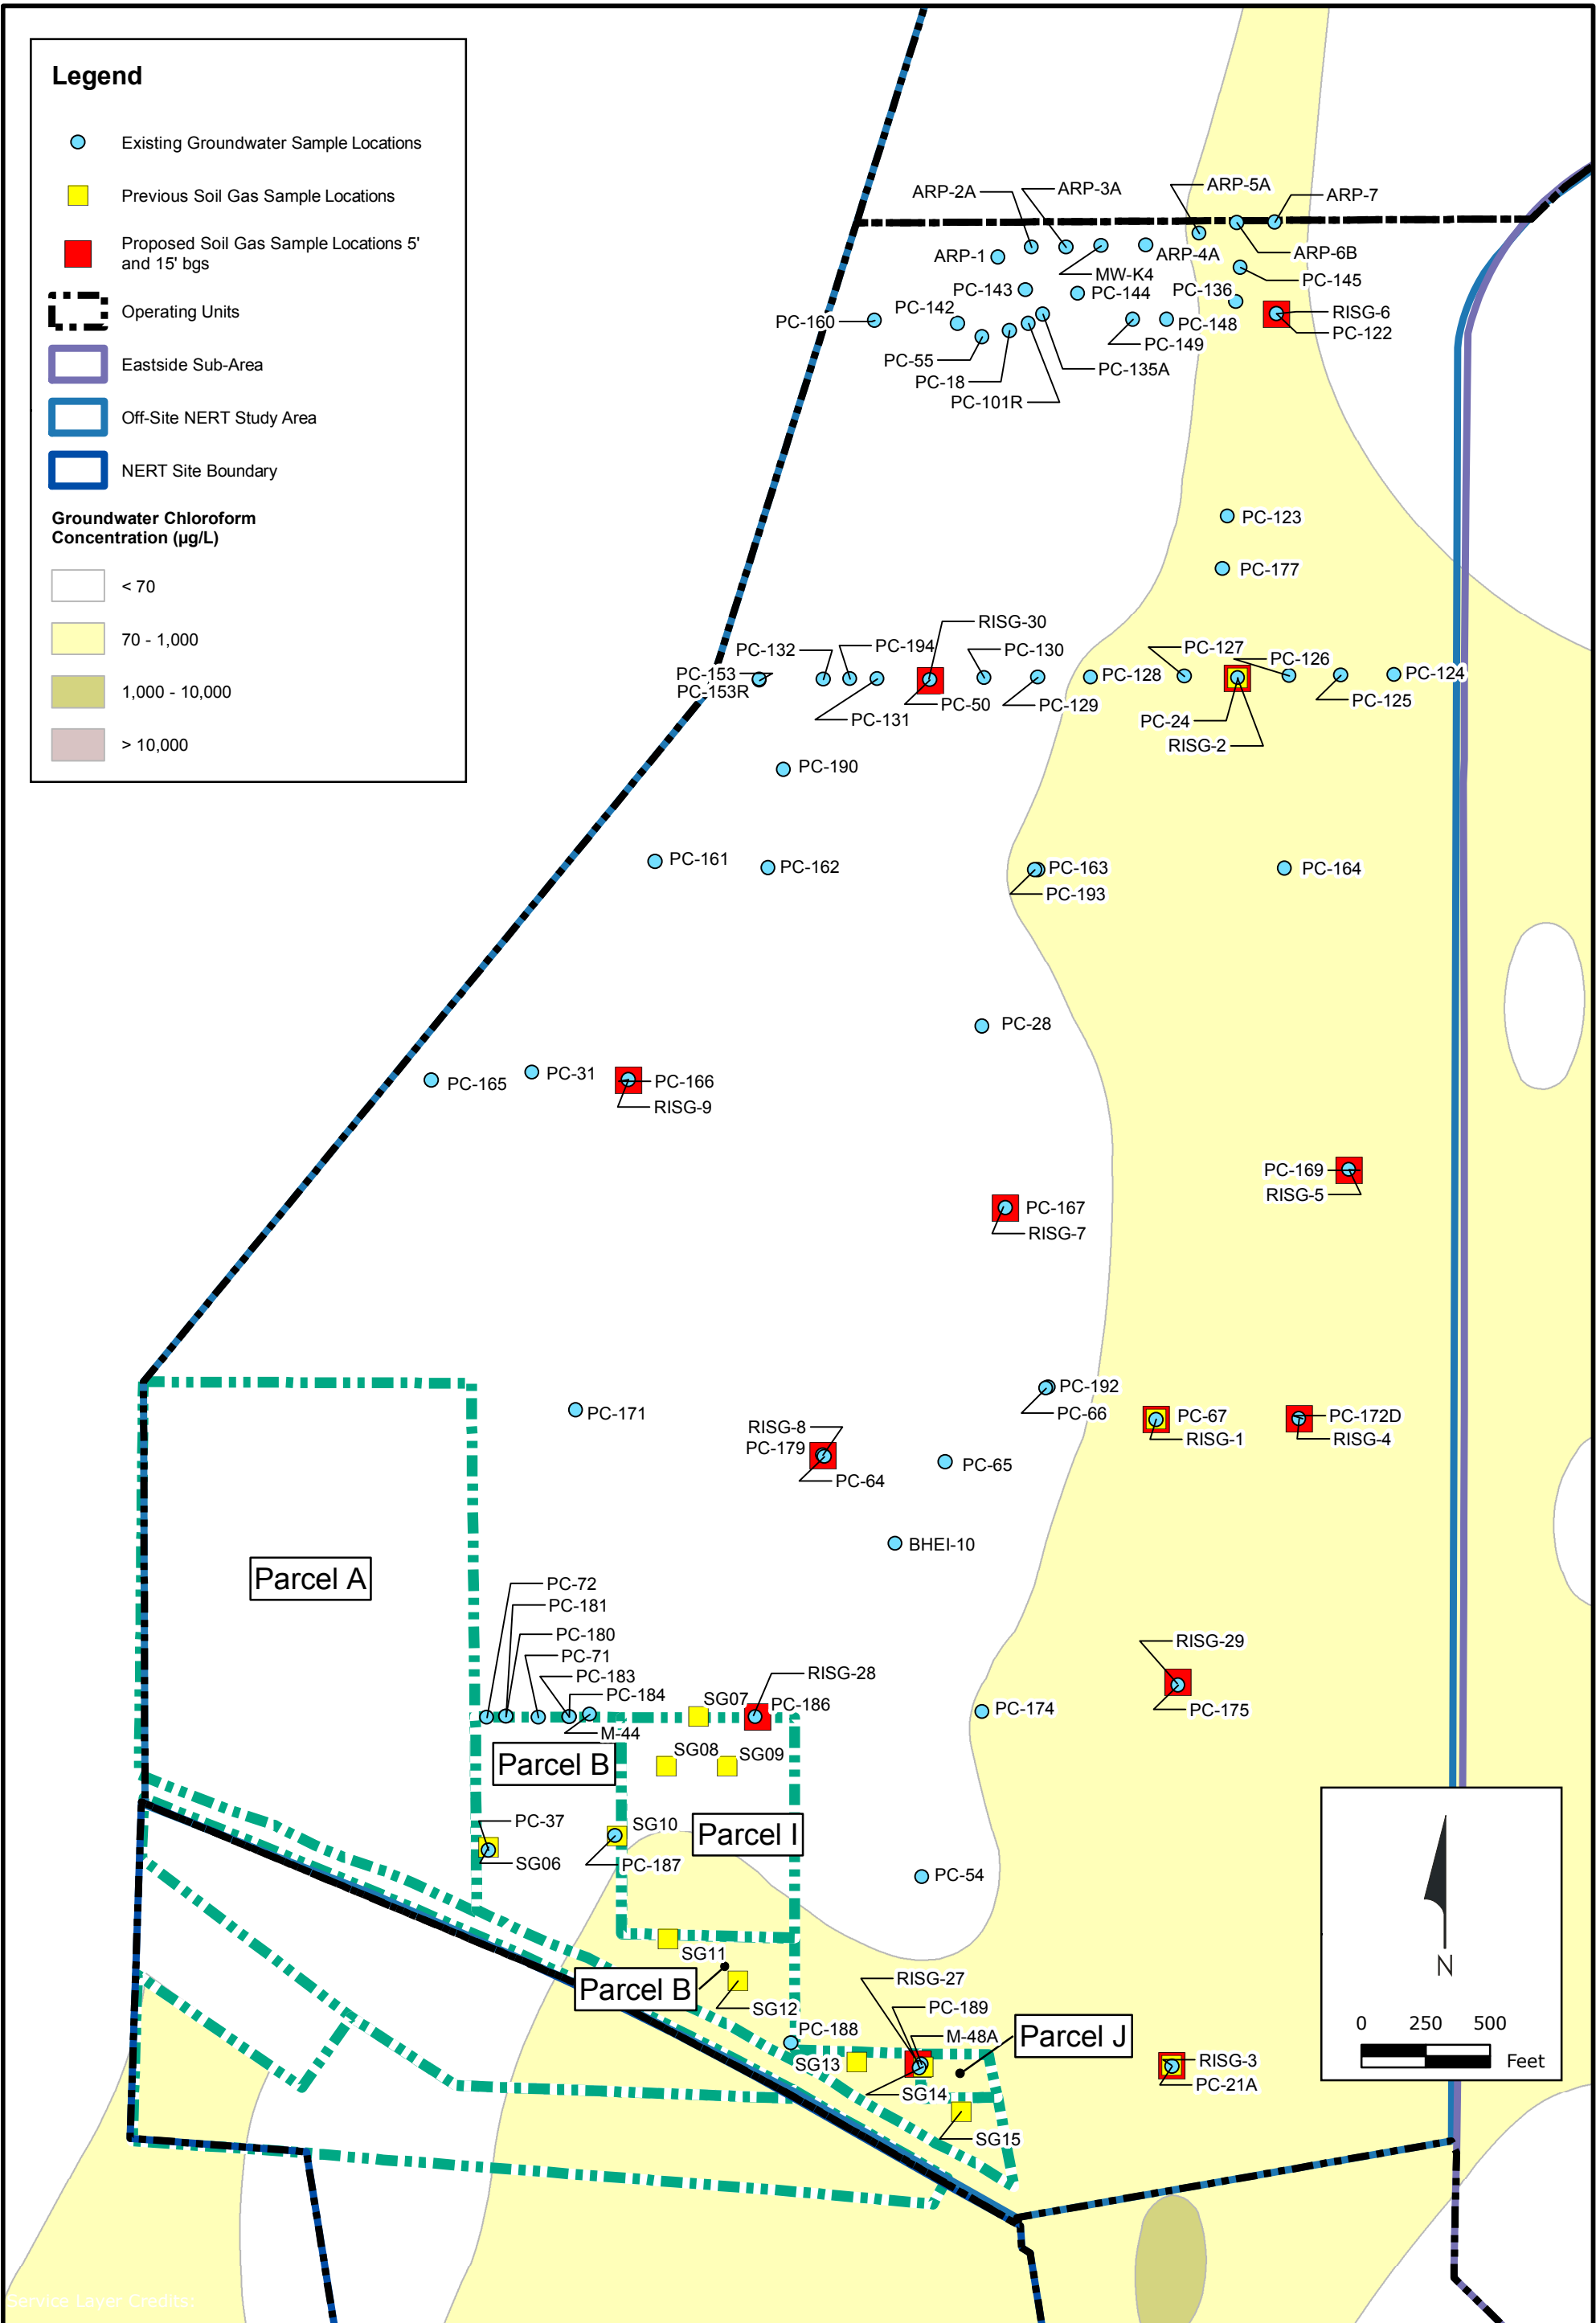 Legend
Existing Groundwater Sample Locations
Previous Soil Gas Sample Locations
Proposed Soil Gas Sample Locations 5'
and 15' bgs
Operating Units
Eastside Sub-Area
Off-Site NERT Study Area
NERT Site Boundary
Groundwater Chloroform
Concentration (µg/L)
< 70
70 - 1,000
1,000 - 10,000
> 10,000
ARP-2A
ARP-3A
ARP-5A
ARP-7
ARP-1
MW-K4
ARP-4A
ARP-6B
PC-145
PC-143
PC-144
PC-136
PC-160
PC-142
PC-148
RISG-6
PC-122
PC-55
PC-149
PC-18
PC-135A
PC-101R
PC-123
PC-177
RISG-30
PC-132
PC-194
PC-130
PC-127
PC-126
PC-153
PC-153R
PC-128
PC-124
PC-131
PC-50
PC-129
PC-125
PC-24
RISG-2
PC-190
PC-161
PC-162
PC-163
PC-193
PC-164
PC-28
PC-165
PC-31
PC-166
RISG-9
PC-169
RISG-5
PC-167
RISG-7
PC-192
PC-66
PC-171
RISG-8
PC-179
PC-64
PC-67
RISG-1
PC-172D
RISG-4
PC-65
BHEI-10
Parcel A
PC-72
PC-181
PC-180
PC-71
PC-183
PC-184
M-44
RISG-28
SG07
PC-186
RISG-29
PC-175
PC-174
Parcel B
SG08
SG09
PC-37
SG06
SG10
PC-187
Parcel I
PC-54
SG11
Parcel B
SG12
RISG-27
PC-189
M-48A
PC-188
Parcel J
SG13
SG14
SG15
RISG-3
PC-21A
N
0 250 500
Feet
Service Layer Credits: